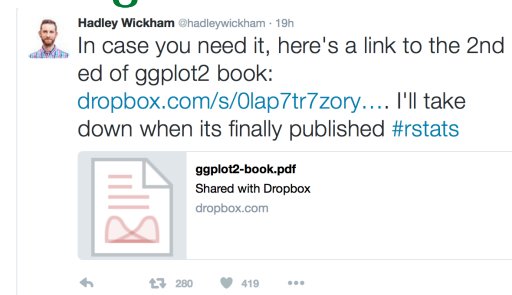 Hadley Wickham @hadleywickham · 19h
In case you need it, here's a link to the 2nd
ed of ggplot2 book:
dropbox.com/s/0lap7tr7zory…. I'll take
down when its finally published #rstats
ggplot2-book.pdf
Shared with Dropbox
dropbox.com
280 419